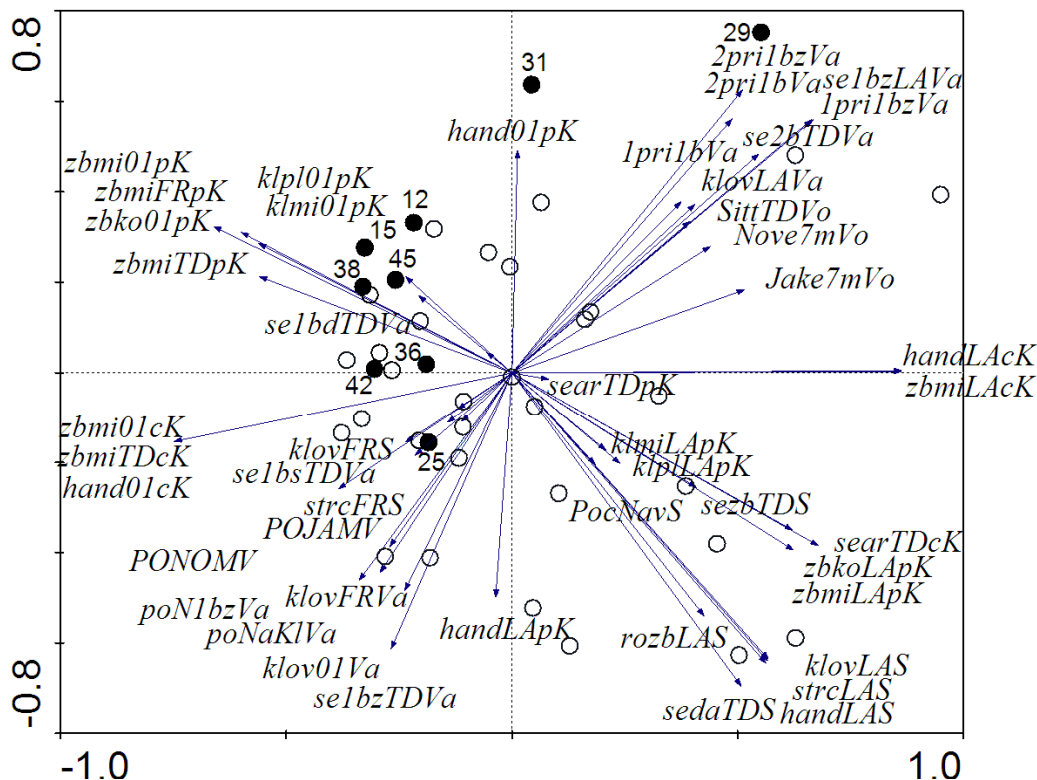 0.8
29
2pri1bzVa
31
2pri1bVa
se1bzLAVa
1pri1bzVa
hand01pK
se2bTDVa
1pri1bVa
zbmi01pK
klpl01pK
klovLAVa
zbmiFRpK
klmi01pK
12
SittTDVo
zbko01pK
15
Nove7mVo
45
zbmiTDpK
38
Jake7mVo
se1bdTDVa
36
handLAcK
42
searTDpK
zbmiLAcK
zbmi01cK
klovFRS
25
klmiLApK
zbmiTDcK
se1bsTDVa
klplLApK
hand01cK
strcFRS
PocNavS
sezbTDS
POJAMV
searTDcK
PONOMV
zbkoLApK
klovFRVa
zbmiLApK
poN1bzVa
poNaKlVa
handLApK
rozbLAS
klov01Va
klovLAS
se1bzTDVa
strcLAS
sedaTDS
handLAS
-0.8
-1.0
1.0